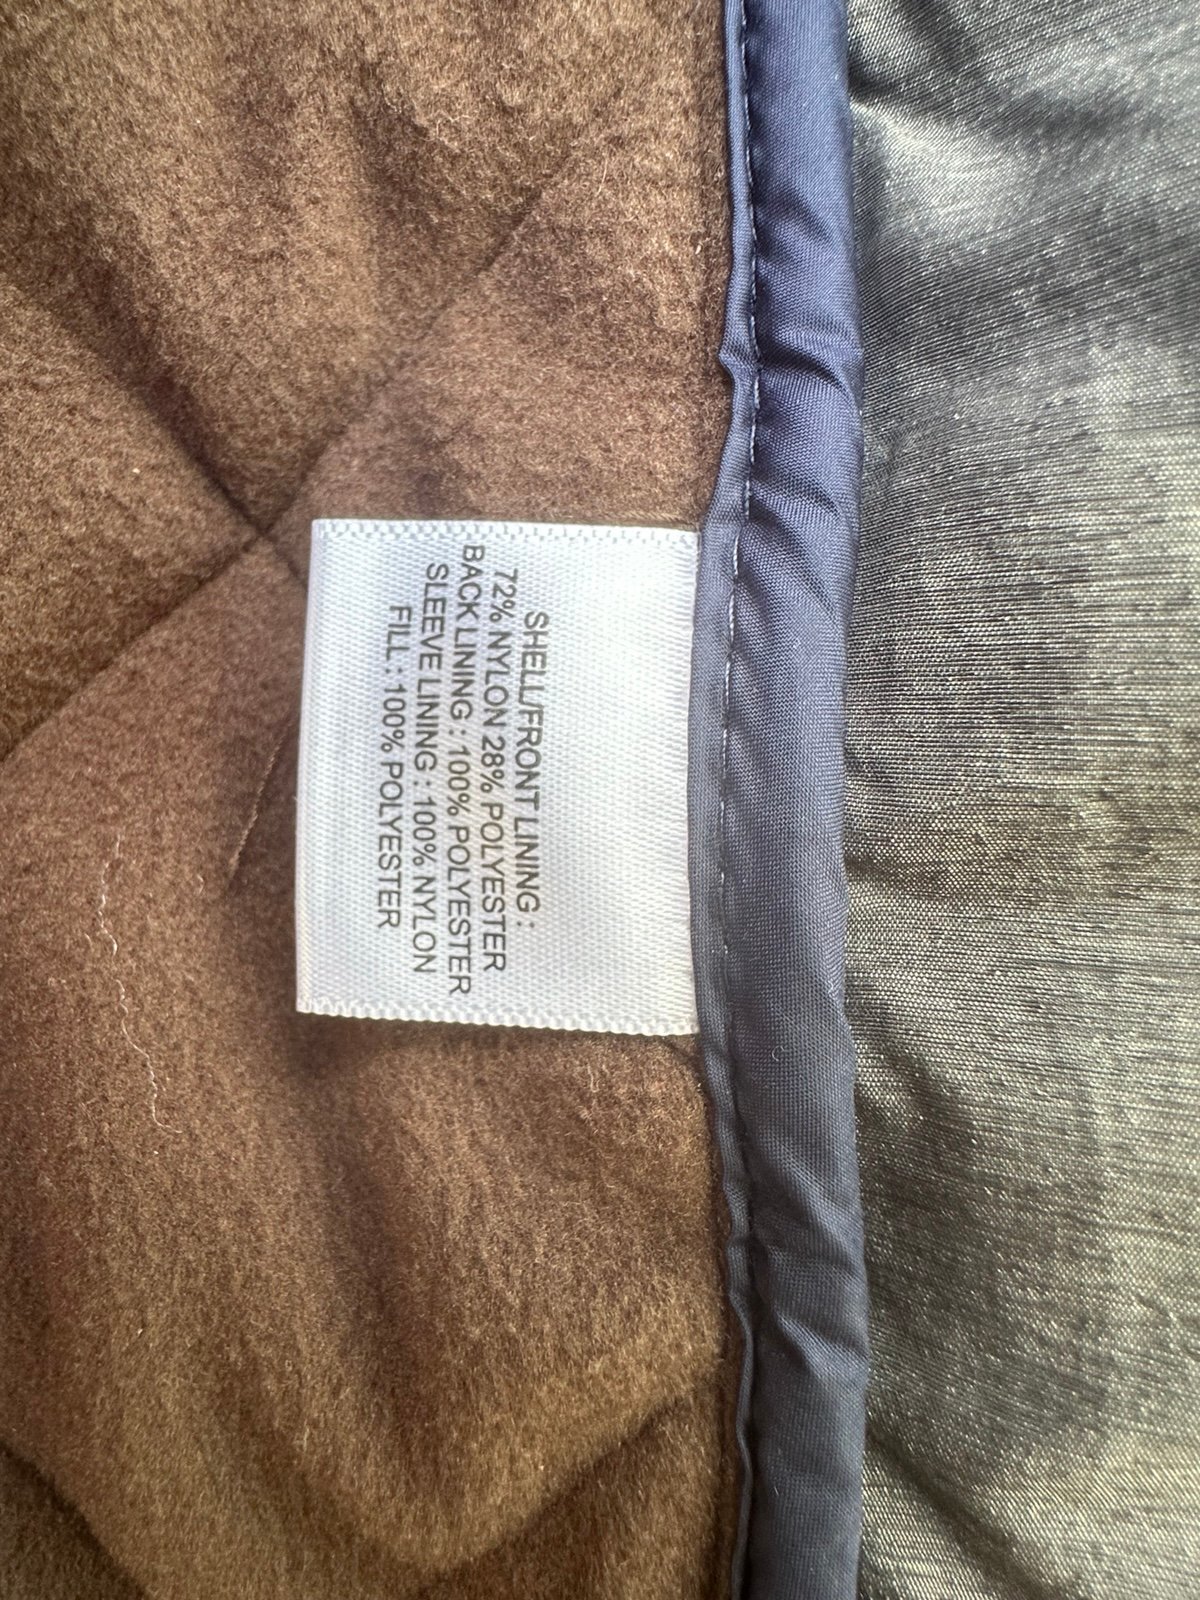 SHELL/FRONT LINING :
72% NYLON 28% POLYESTER
BACK LINING : 100% POLYESTER
SLEEVE LINING : 100% NYLON
FILL : 100% POLYESTER